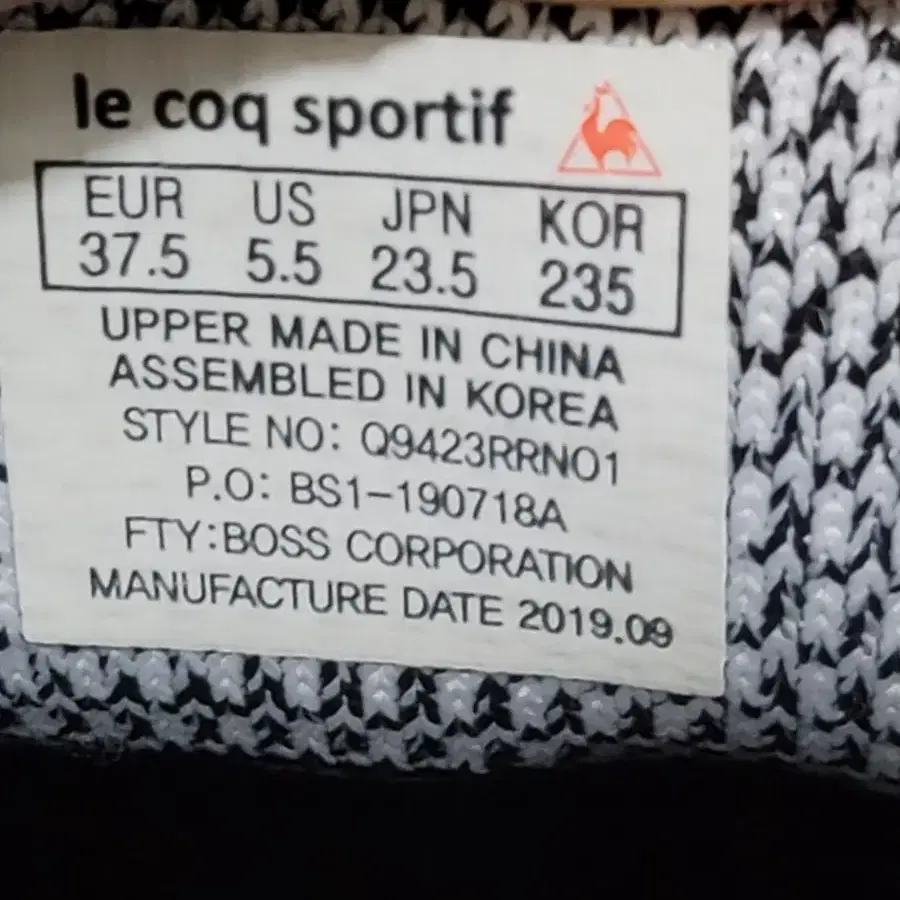 le coq sportif
EUR US JPN KOR
37.5 5.5 23.5 235
UPPER MADE IN CHINA
ASSEMBLED IN KOREA
STYLE NO: Q9423RRN01
P.O: BS1-190718A
FTY:BOSS CORPORATION
MANUFACTURE DATE 2019.09